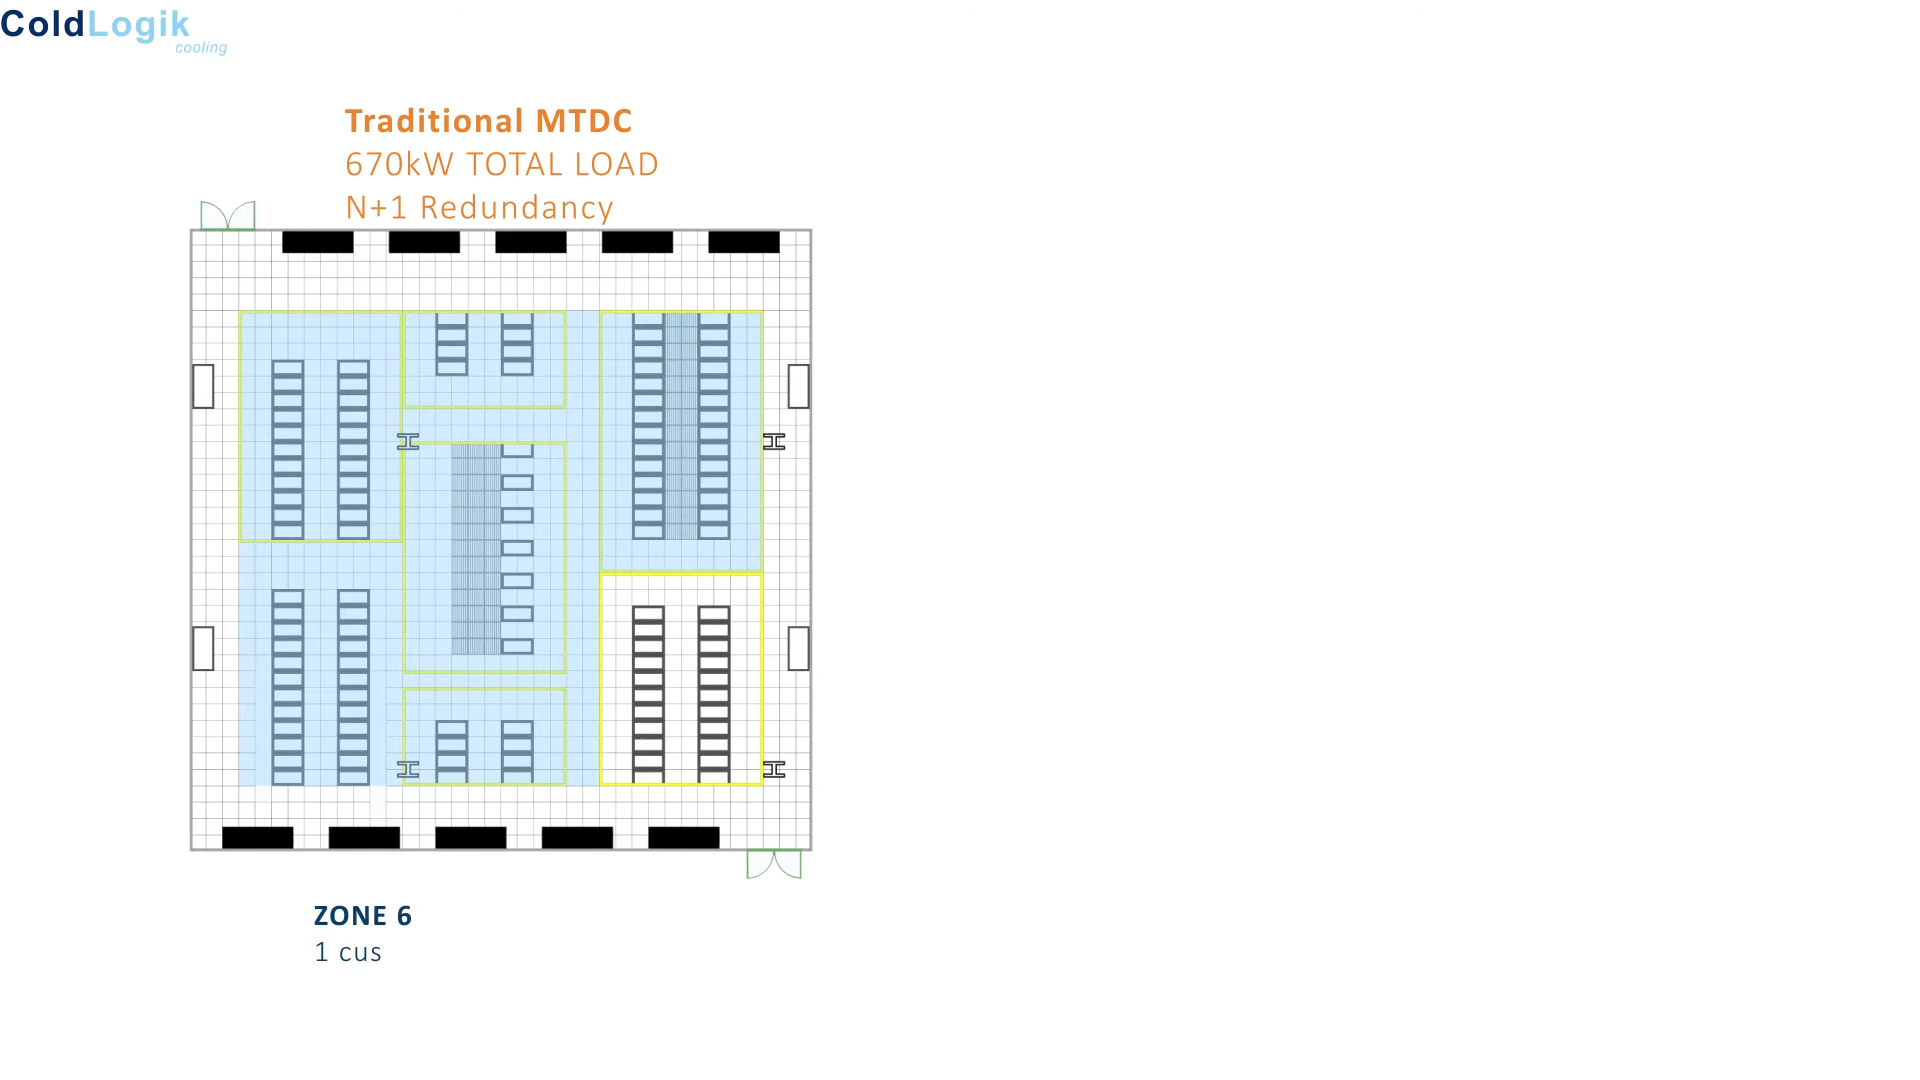 ColdLogik
cooling
Traditional MTDC
670kW TOTAL LOAD
N+1 Redundancy
ZONE 6
1 cus